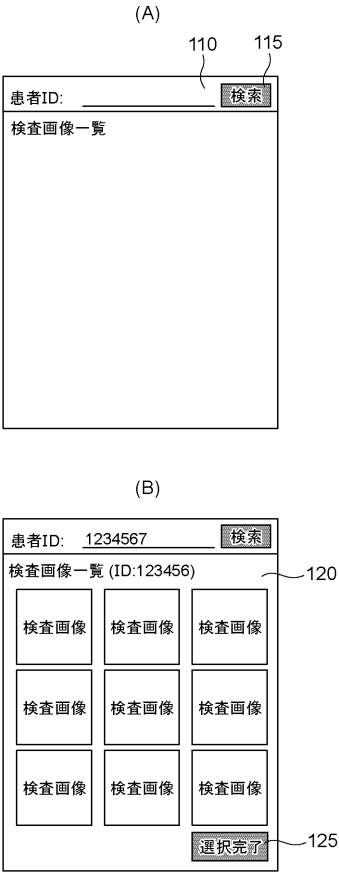 (A)
110
115
患者ID:
検索
検査画像一覧
(B)
患者ID: 1234567
検索
検査画像一覧 (ID:123456)
120
検査画像 検査画像 検査画像
検査画像 検査画像 検査画像
検査画像 検査画像 検査画像
選択完了
125